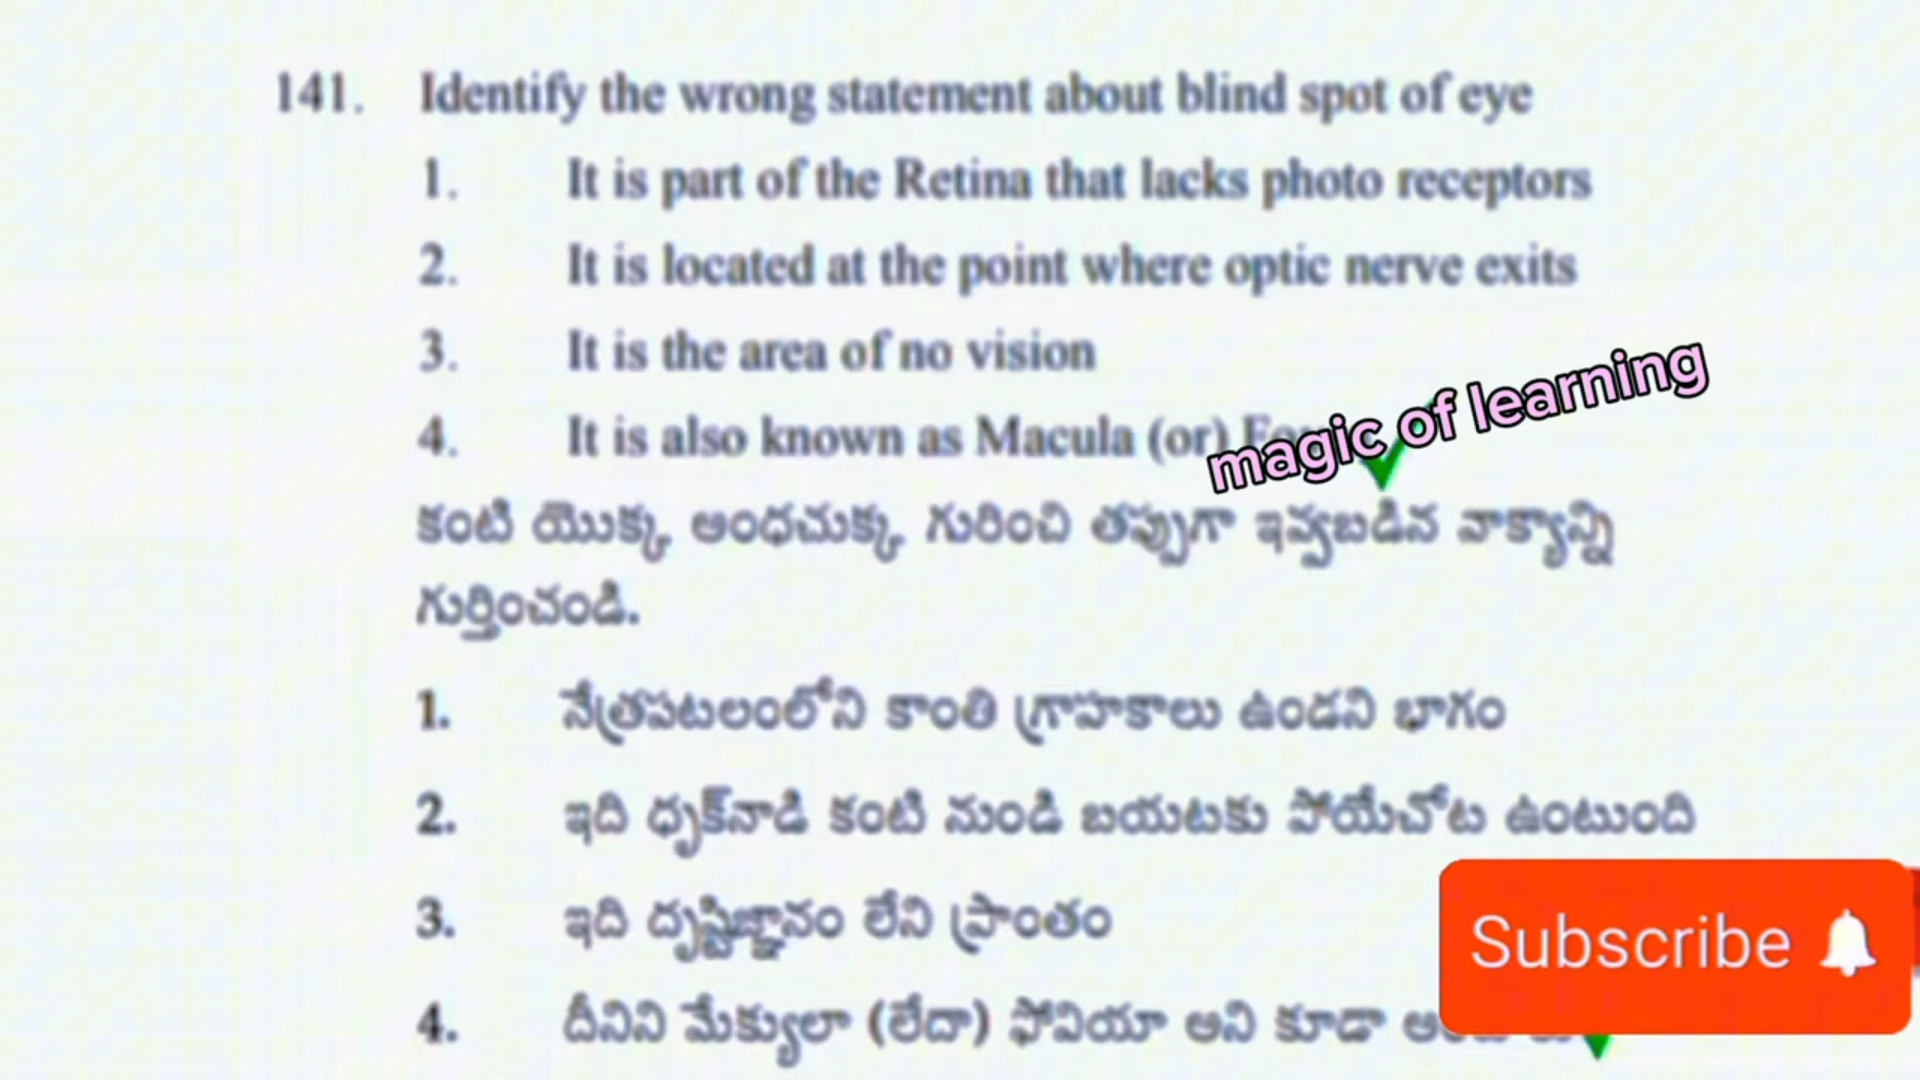 141. Identify the wrong statement about blind spot of eye
1. It is part of the Retina that lacks photo receptors
2. It is located at the point where optic nerve exits
3. It is the area of no vision
4. It is also known as Macula (or)
magic of learning
కంటి యొక్క అంధచుక్క గురించి తప్పుగా ఇవ్వబడిన వాక్యాన్ని
గుర్తించండి.
1. నేత్రపటలంలోని కాంతి గ్రాహకాలు ఉండని భాగం
2. ఇది ధృక్‌నాడి కంటి నుండి బయటకు పోయేచోట ఉంటుంది
3. ఇది దృష్టిజ్ఞానం లేని ప్రాంతం
4. దీనిని మేక్యులా (లేదా) ఫోవియా అని కూడా
Subscribe